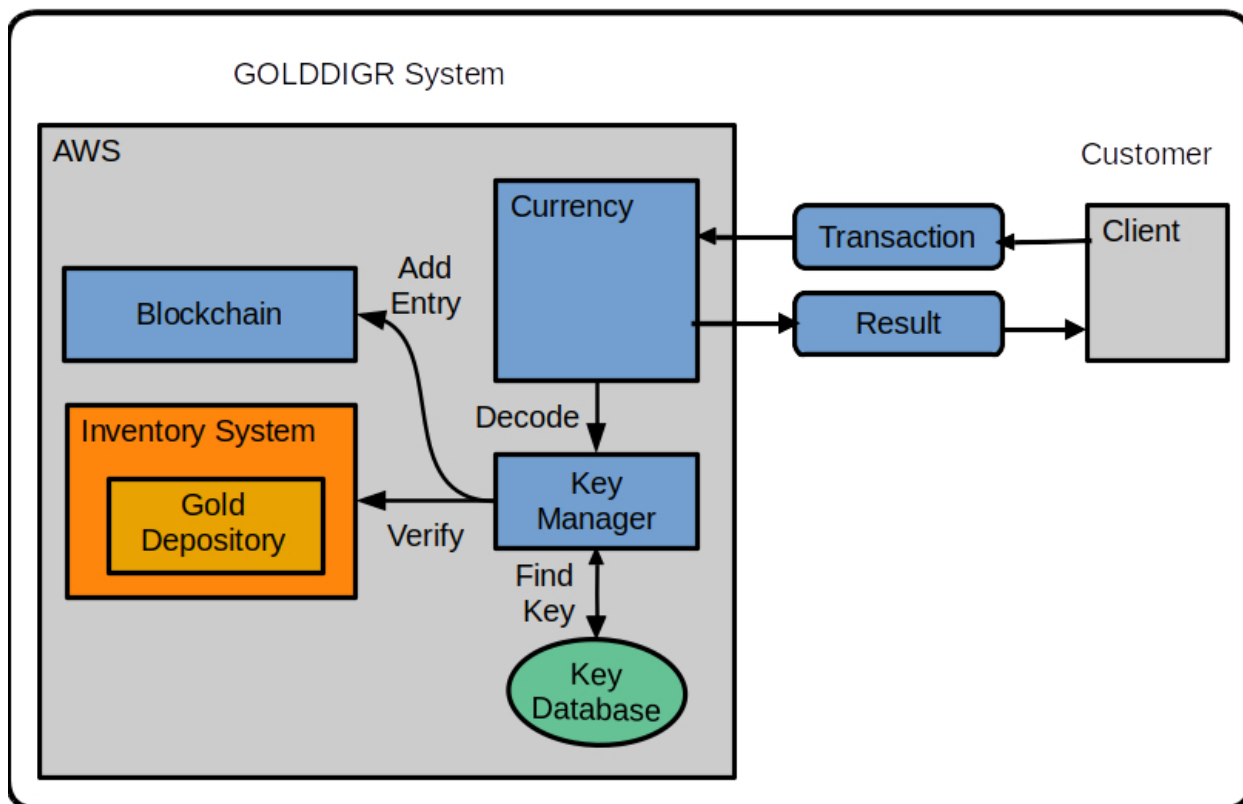 GOLDDIGR System
AWS
Customer
Currency
Transaction
Client
Add
Entry
Blockchain
Result
Decode
Inventory System
Key
Manager
Gold
Depository
Verify
Find
Key
Key
Database